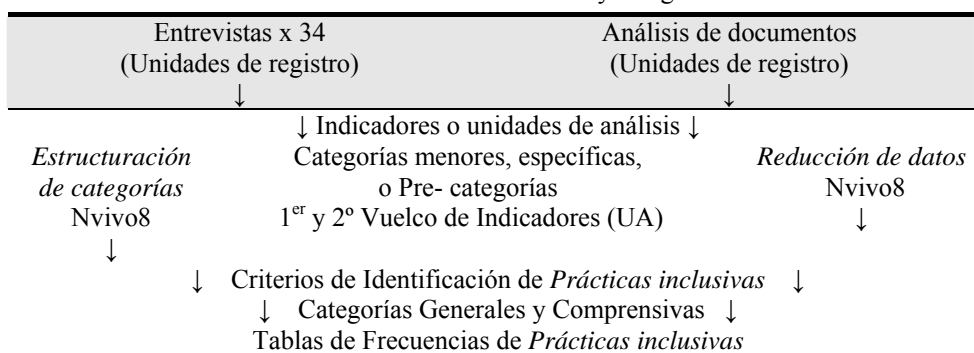 Entrevistas x 34 Análisis de documentos
(Unidades de registro) (Unidades de registro)
↓ ↓
↓ Indicadores o unidades de análisis ↓
Estructuración Categorías menores, específicas, Reducción de datos
de categorías o Pre- categorías Nvivo8
Nvivo8 1er y 2º Vuelco de Indicadores (UA) ↓
↓
↓ Criterios de Identificación de Prácticas inclusivas ↓
↓ Categorías Generales y Comprensivas ↓
Tablas de Frecuencias de Prácticas inclusivas